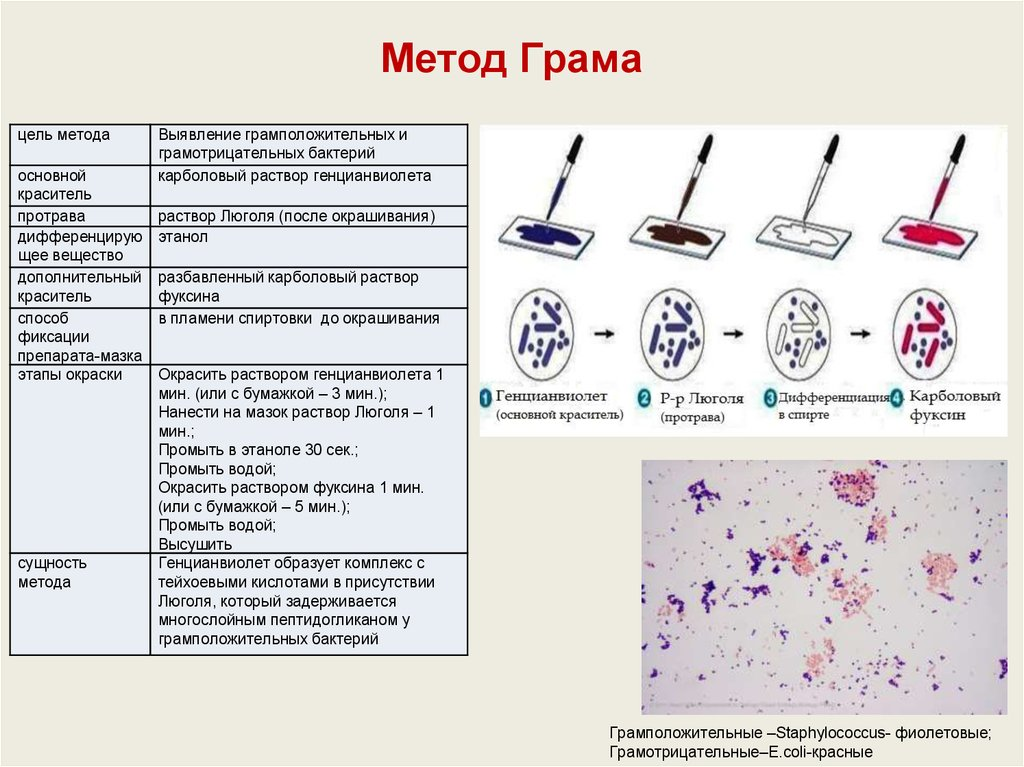 Метод Грама
цель метода
Выявление грамположительных и
грамотрицательных бактерий
основной
краситель
карболовый раствор генцианвиолета
протрава
раствор Люголя (после окрашивания)
дифференцирую
щее вещество
этанол
дополнительный
краситель
разбавленный карболовый раствор
фуксина
способ
фиксации
препарата-мазка
в пламени спиртовки до окрашивания
этапы окраски
Окрасить раствором генцианвиолета 1
мин. (или с бумажкой – 3 мин.);
Нанести на мазок раствор Люголя – 1
мин.;
Промыть в этаноле 30 сек.;
Промыть водой;
Окрасить раствором фуксина 1 мин.
(или с бумажкой – 5 мин.);
Промыть водой;
Высушить
сущность
метода
Генцианвиолет образует комплекс с
тейхоевыми кислотами в присутствии
Люголя, который задерживается
многослойным пептидогликаном у
грамположительных бактерий
1 Генцианвиолет
(основной краситель)
2 Р-р Люголя
(протрава)
3 Дифференциация
в спирте
4 Карболовый
фуксин
Грамположительные –Staphylococcus- фиолетовые;
Грамотрицательные–E.coli-красные